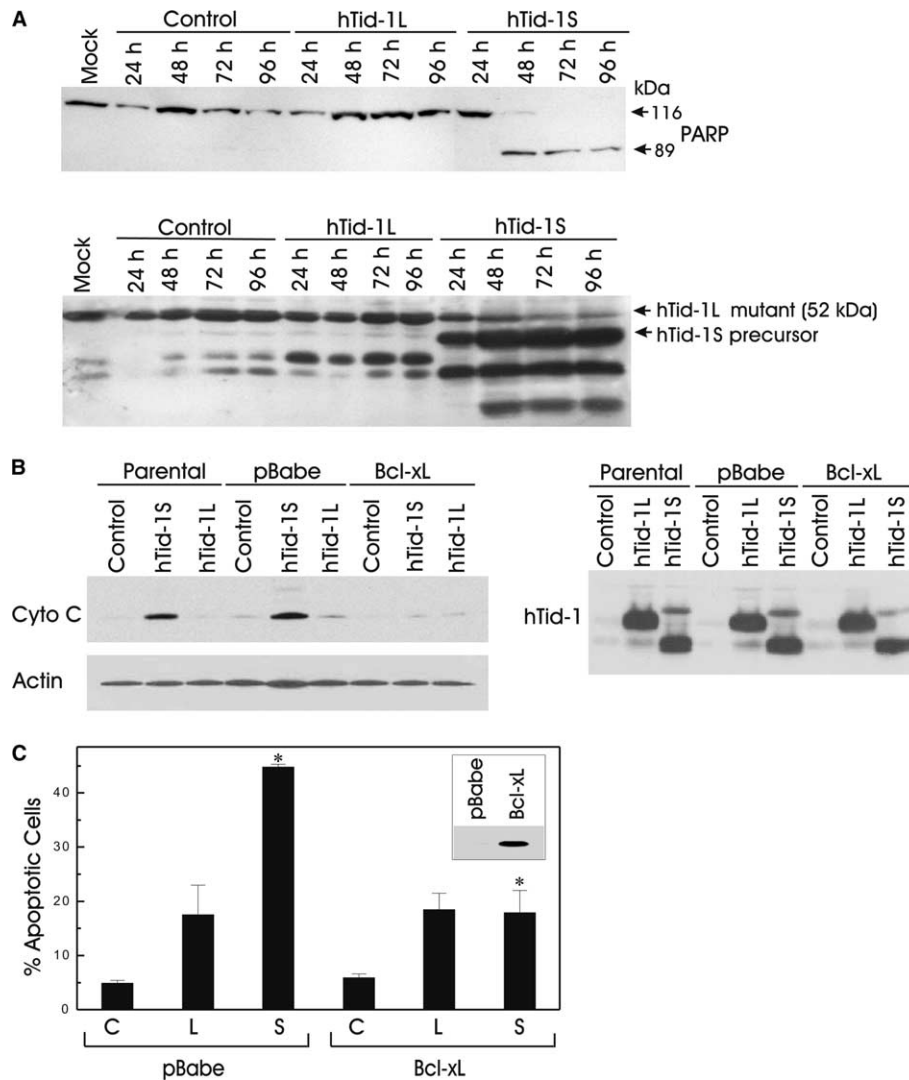 A
Control hTid-1L hTid-1S
Mock 24 h 48 h 72 h 96 h 24 h 48 h 72 h 96 h 24 h 48 h 72 h 96 h
kDa
116
PARP
89
Control hTid-1L hTid-1S
Mock 24 h 48 h 72 h 96 h 24 h 48 h 72 h 96 h 24 h 48 h 72 h 96 h
hTid-1L mutant (52 kDa)
hTid-1S precursor
B
Parental pBabe Bcl-xL
Control hTid-1S hTid-1L Control hTid-1S hTid-1L Control hTid-1S hTid-1L
Cyto C
Actin
Parental pBabe Bcl-xL
Control hTid-1L hTid-1S Control hTid-1L hTid-1S Control hTid-1L hTid-1S
hTid-1
C
% Apoptotic Cells
40
30
20
10
0
*
*
pBabe Bcl-xL
C L S C L S
pBabe Bcl-xL